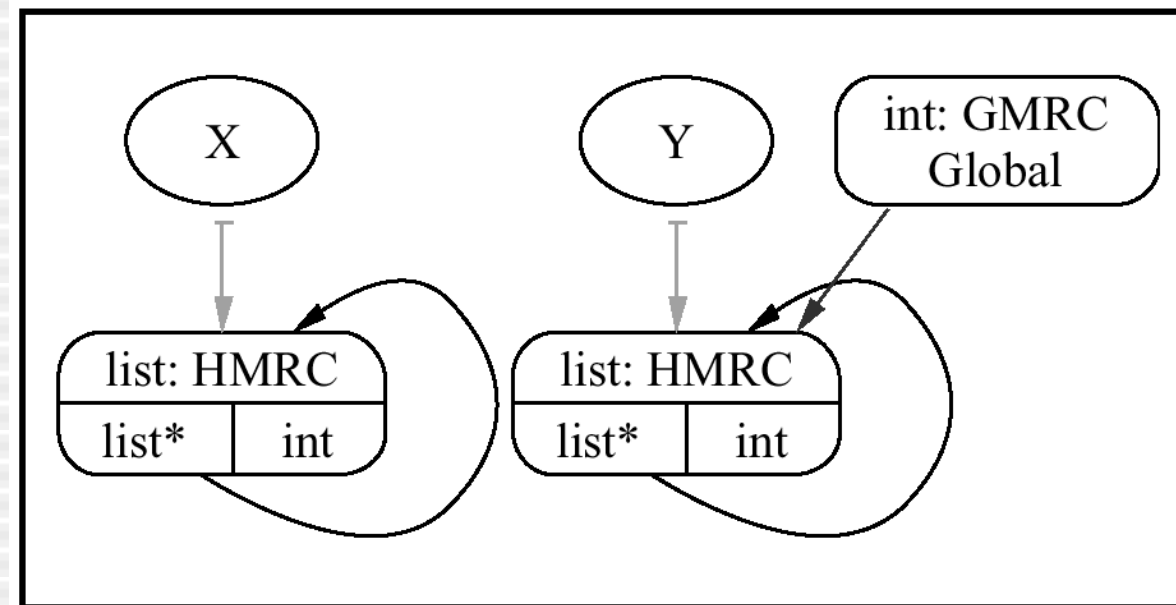 X
Y
int: GMRC
Global
list: HMRC
list* int
list: HMRC
list* int